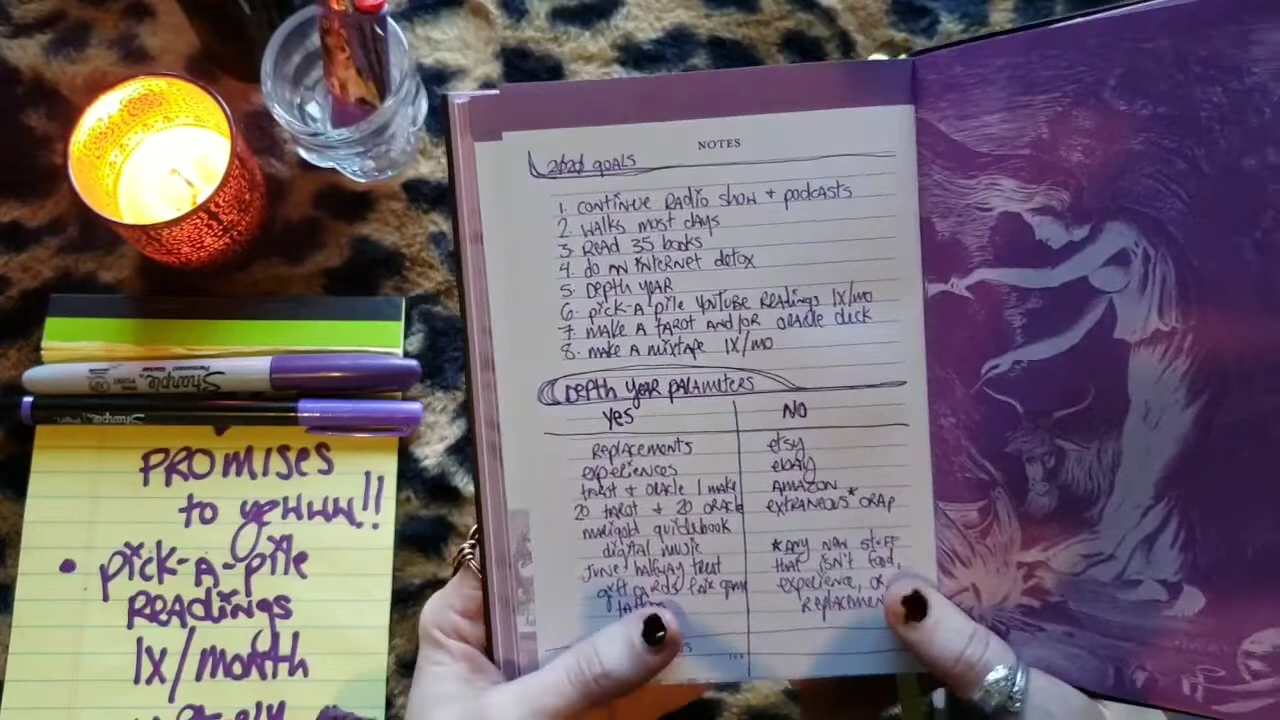 NOTES
2020 GOALS
1. CONTINUE RADIO SHOW + PODCASTS
2. WALKS MOST DAYS
3. READ 35 BOOKS
4. DO AN INTERNET DETOX
5. DEPTH YEAR
6. PICK-A-PILE YOUTUBE READINGS 1X/MO
7. MAKE A TAROT AND/OR ORACLE DECK
8. MAKE A MIXTAPE 1X/MO
DEPTH YEAR PARAMITERS
YES
REPLACEMENTS
EXPERIENCES
TAROT + ORACLE I MAKE
20 TAROT & 20 ORACLE
MARIGOLD GUIDEBOOK
DIGITAL MUSIC
JUNE HALFWAY TREAT
GIFT CARDS FAIR GAME
NO
ETSY
EBAY
AMAZON
EXTRANEOUS* CRAP
*ANY NEW STUFF
THAT ISN'T FOOD,
EXPERIENCE, OR
REPLACEMENT
Sharpie
Sharpie
PROMISES
to yeHWW!!
• PICK-A-PILE
READINGS
1X/MONTH